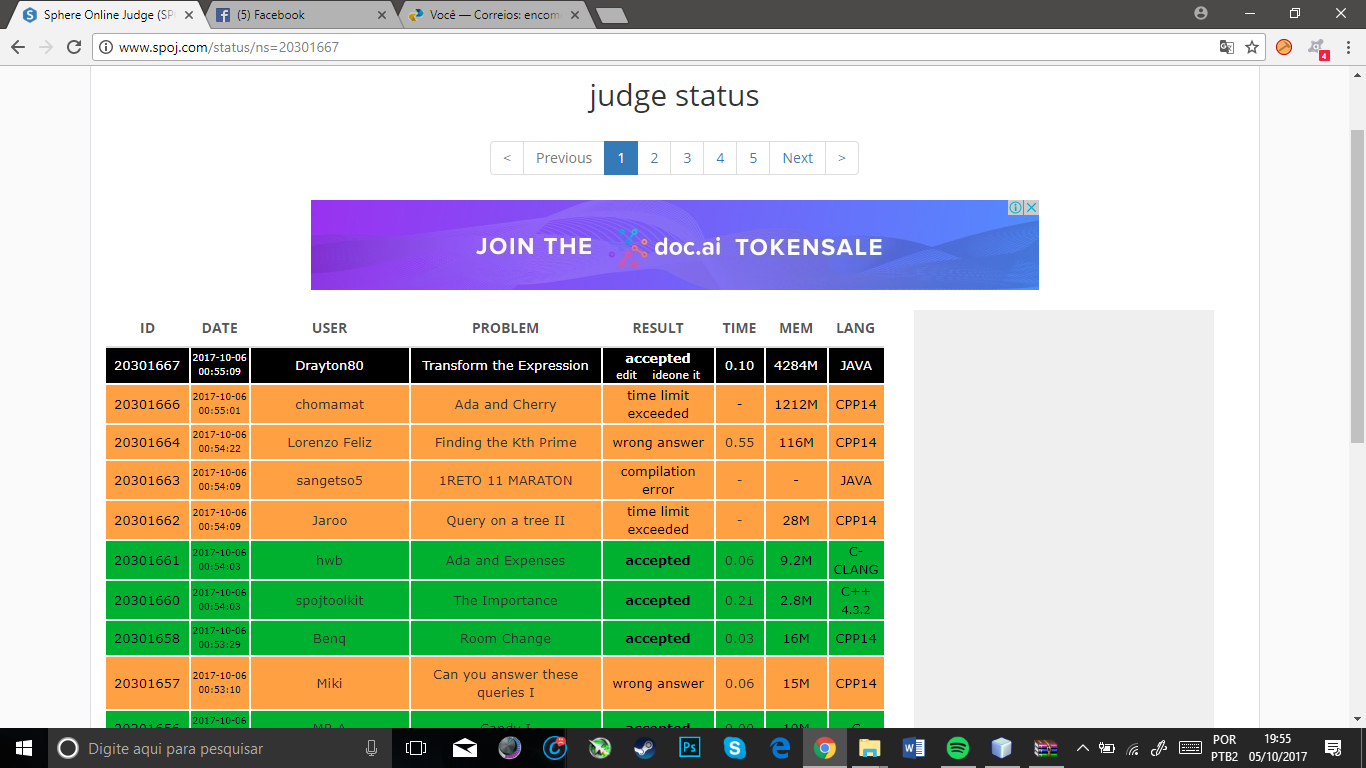 Sphere Online Judge (SP
(5) Facebook
Você — Correios: encom
www.spoj.com/status/ns=20301667
4
judge status
< Previous 1 2 3 4 5 Next >
JOIN THE doc.ai TOKENSALE
ID DATE USER PROBLEM RESULT TIME MEM LANG
20301667 2017-10-06 00:55:09 Drayton80 Transform the Expression accepted edit ideone it 0.10 4284M JAVA
20301666 2017-10-06 00:55:01 chomamat Ada and Cherry time limit exceeded - 1212M CPP14
20301664 2017-10-06 00:54:22 Lorenzo Feliz Finding the Kth Prime wrong answer 0.55 116M CPP14
20301663 2017-10-06 00:54:09 sangetso5 1RETO 11 MARATON compilation error - - JAVA
20301662 2017-10-06 00:54:09 Jaroo Query on a tree II time limit exceeded - 28M CPP14
20301661 2017-10-06 00:54:03 hwb Ada and Expenses accepted 0.06 9.2M C-CLANG
20301660 2017-10-06 00:54:03 spojtoolkit The Importance accepted 0.21 2.8M C++ 4.3.2
20301658 2017-10-06 00:53:29 Benq Room Change accepted 0.03 16M CPP14
20301657 2017-10-06 00:53:10 Miki Can you answer these queries I wrong answer 0.06 15M CPP14
2017-10-06
Digite aqui para pesquisar
Ps
POR
PTB2
19:55
05/10/2017